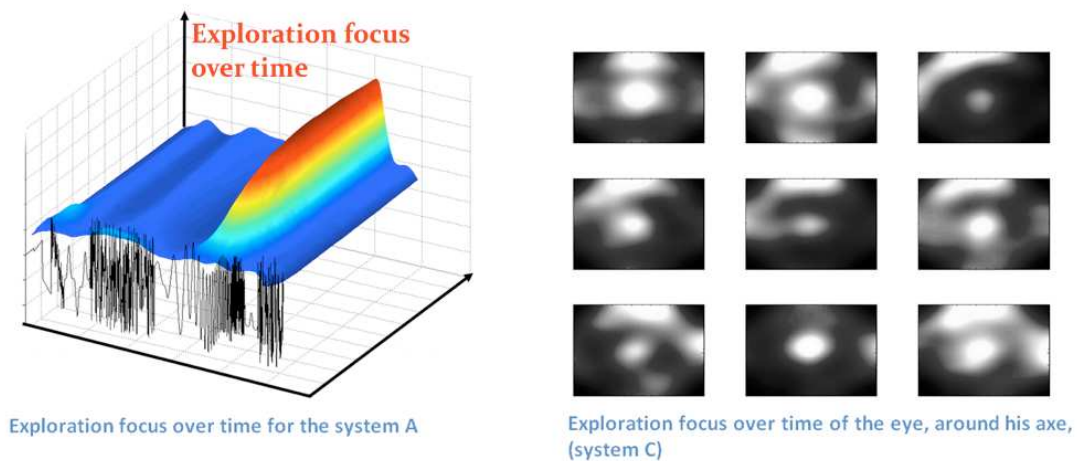 Exploration focus
over time
Exploration focus over time for the system A
Exploration focus over time of the eye, around his axe,
(system C)